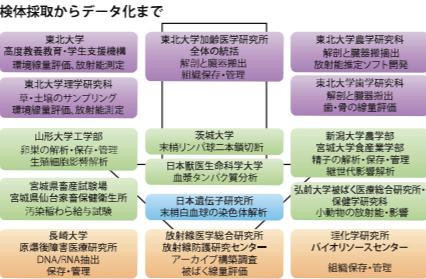 検体採取からデータ化まで
東北大学
高度教養教育・学生支援機構
環境線量評価、放射能測定
東北大学加齢医学研究所
全体の統括
解剖と臓器搬出
組織保存・管理
東北大学農学研究科
解剖と臓器搬出
放射能推定ソフト開発
東北大学理学研究科
草・土壌のサンプリング
環境線量評価、放射能測定
東北大学歯学研究科
解剖と臓器搬出
歯・骨の線量評価
山形大学工学部
卵巣の解析・保存・管理
生殖細胞影響解析
茨城大学
末梢リンパ球二本鎖切断
新潟大学農学部
宮城大学食産業学部
精子の解析・保存・管理
継世代影響解析
日本獣医生命科学大学
血漿タンパク質分析
宮城県畜産試験場
宮城県仙台家畜保健衛生所
汚染稲わら給与試験
日本遺伝子研究所
末梢白血球の染色体解析
弘前大学被ばく医療総合研究所・
保健学研究科
小動物の放射能・影響
長崎大学
原爆後障害医療研究所
DNA/RNA抽出
保存・管理
放射線医学総合研究所
放射線防護研究センター
アーカイブ構築調査
被ばく線量評価
理化学研究所
バイオリソースセンター
組織保存・管理